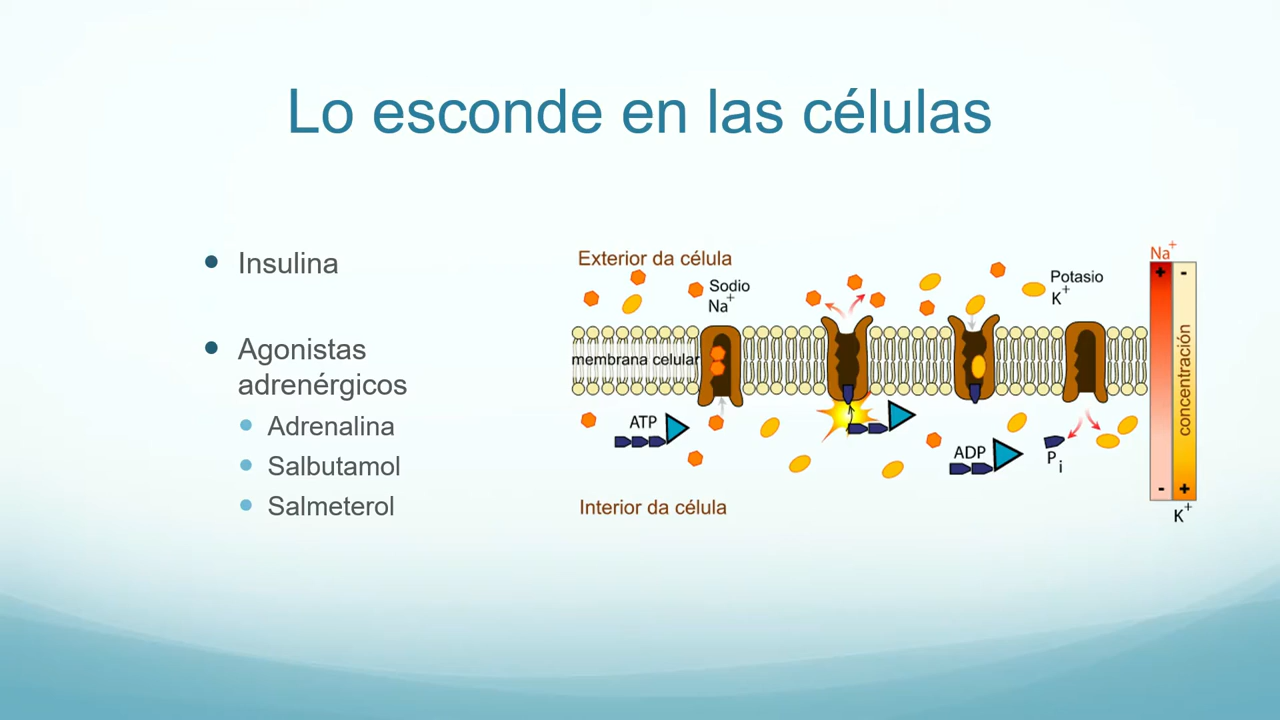 Lo esconde en las células
Insulina
Agonistas
adrenérgicos
Adrenalina
Salbutamol
Salmeterol
Exterior da célula
Sodio
Na+
Potasio
K+
Na+
+ -
membrana celular
concentración
ATP
ADP
Pi
- +
K+
Interior da célula